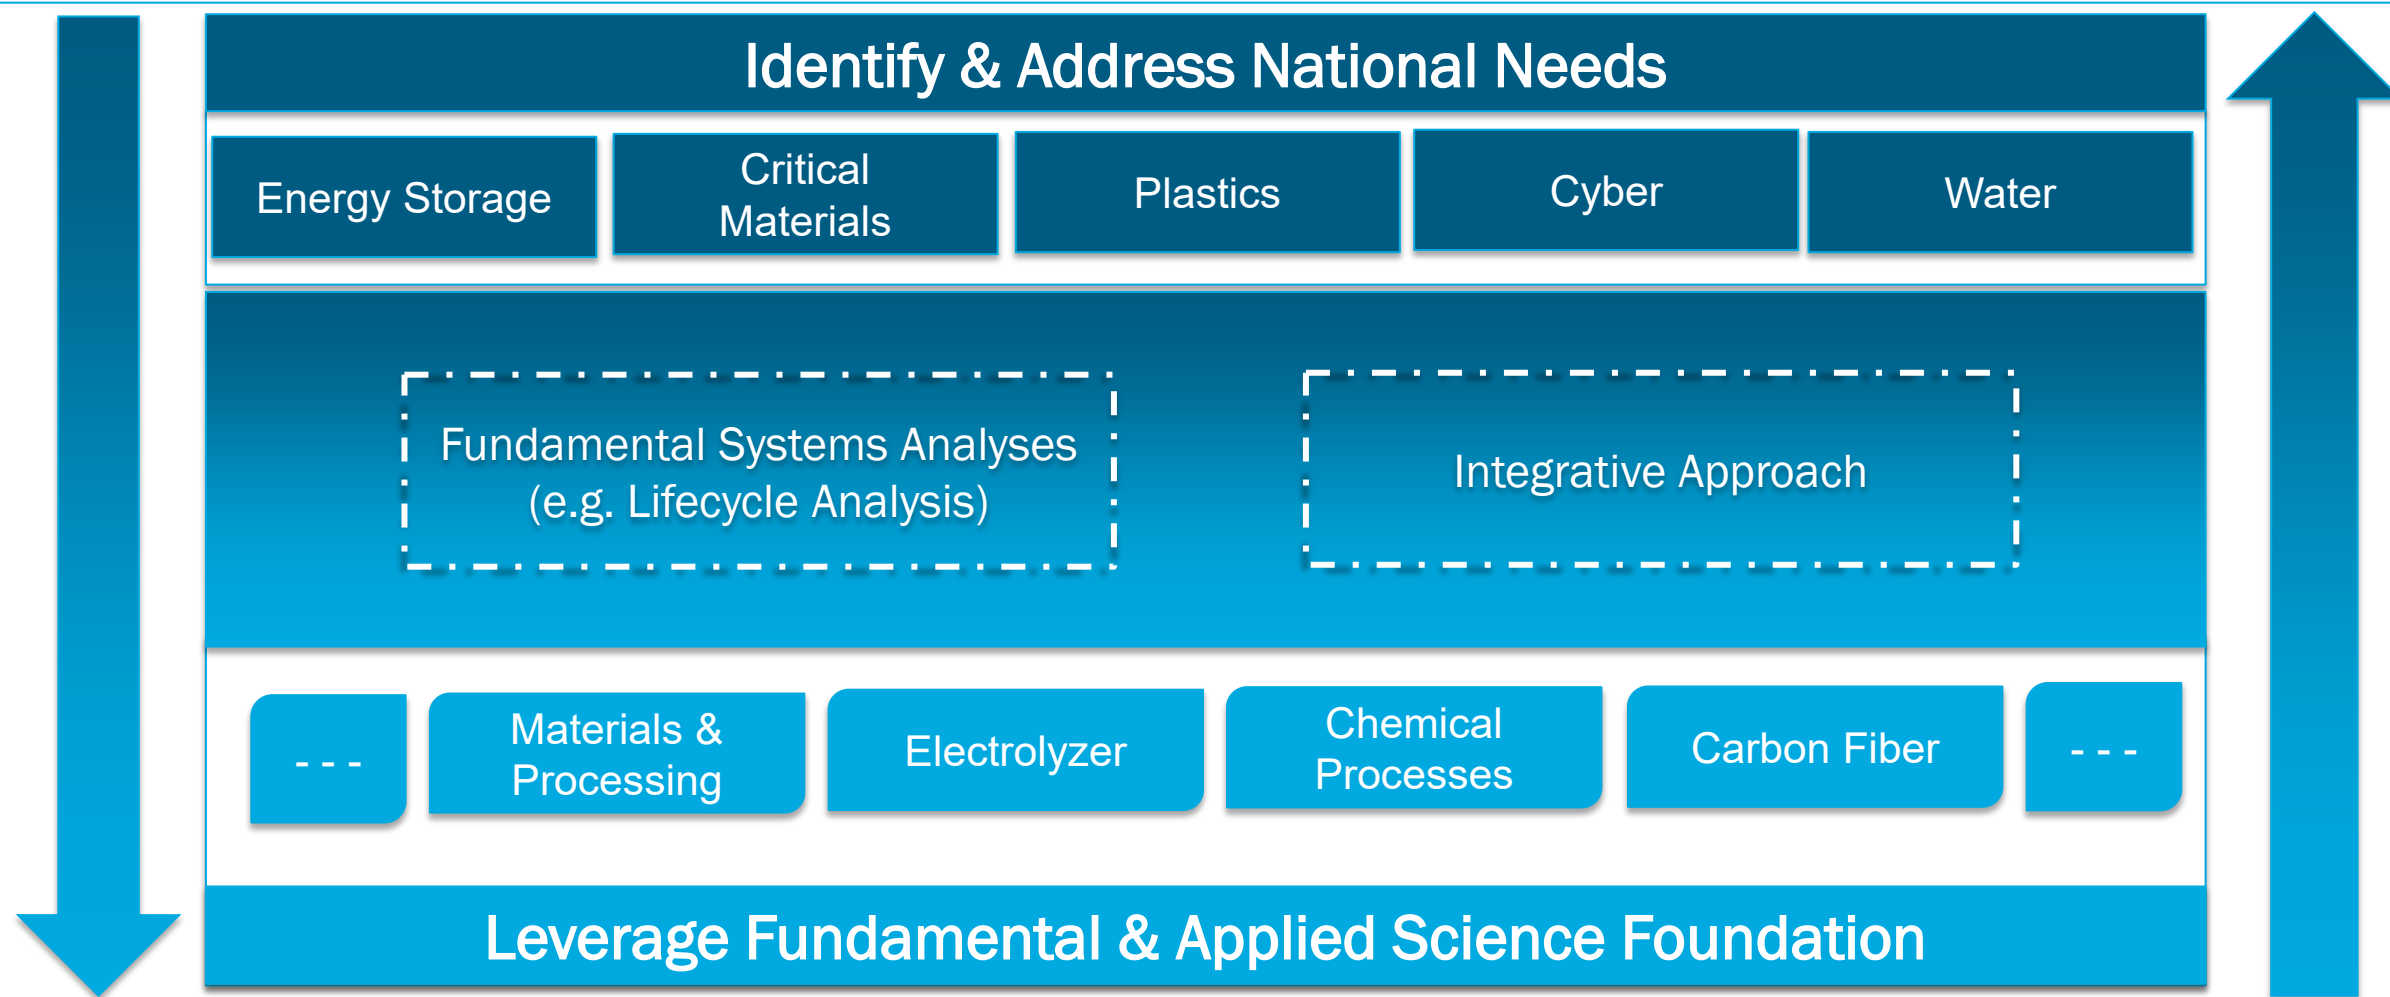 Identify & Address National Needs
Energy Storage
Critical
Materials
Plastics
Cyber
Water
Fundamental Systems Analyses
(e.g. Lifecycle Analysis)
Integrative Approach
- - -
Materials &
Processing
Electrolyzer
Chemical
Processes
Carbon Fiber
- - -
Leverage Fundamental & Applied Science Foundation